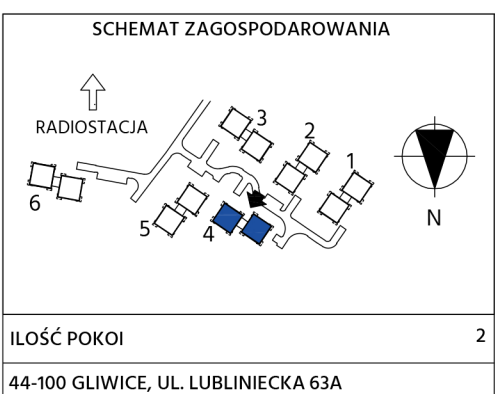 SCHEMAT ZAGOSPODAROWANIA
RADIOSTACJA
3
2
1
6
5
4
N
ILOŚĆ POKOI 2
44-100 GLIWICE, UL. LUBLINIECKA 63A